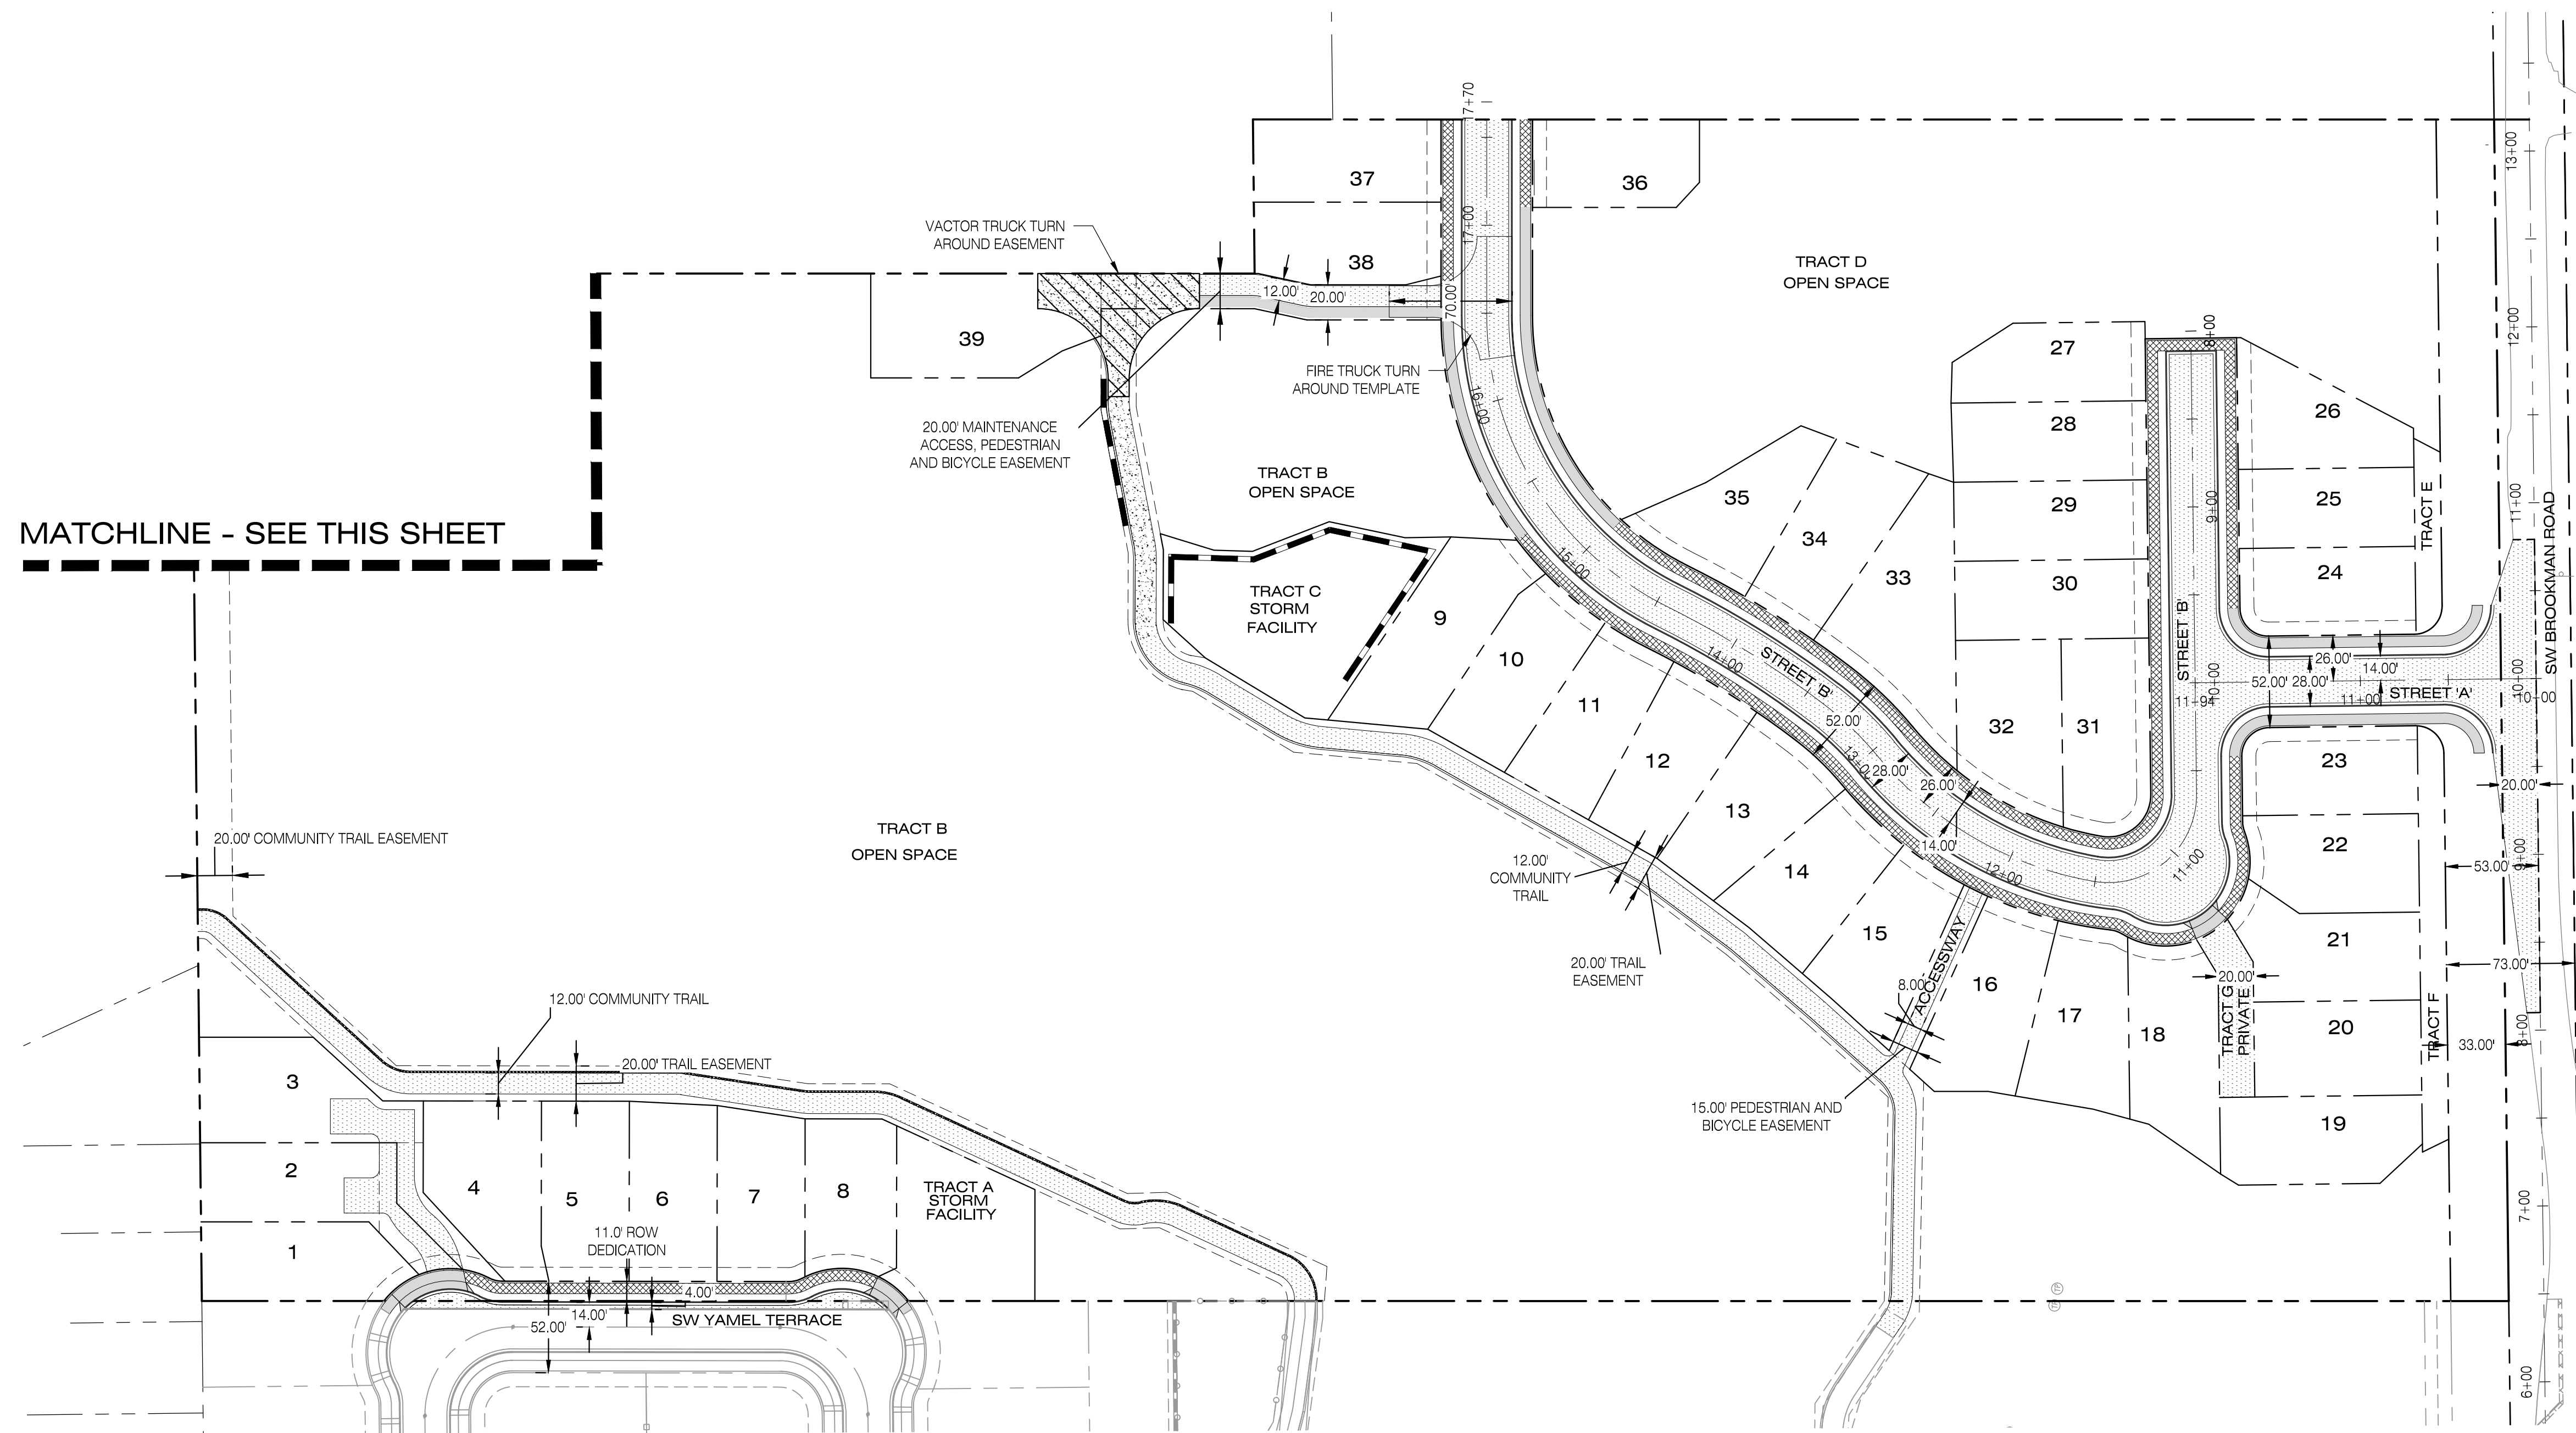 17+70
13+00
37
36
VACTOR TRUCK TURN
AROUND EASEMENT
17+00
38
TRACT D
OPEN SPACE
12.00'
20.00'
70.00'
12+00
39
FIRE TRUCK TURN
AROUND TEMPLATE
16+00
27
8+00
28
26
20.00' MAINTENANCE
ACCESS, PEDESTRIAN
AND BICYCLE EASEMENT
TRACT B
OPEN SPACE
35
29
9+00
25
TRACT E
11+00
SW BROOKMAN ROAD
MATCHLINE - SEE THIS SHEET
34
33
30
24
15+00
TRACT C
STORM
FACILITY
9
10
14+00
STREET 'B'
STREET 'B'
10+00
11+94
26.00'
14.00'
52.00'
28.00'
11+00
STREET 'A'
10+00
10+00
11
52.00'
32
31
12
13+00
28.00'
26.00'
23
20.00'
13
20.00' COMMUNITY TRAIL EASEMENT
TRACT B
OPEN SPACE
14.00'
22
12.00'
COMMUNITY
TRAIL
14
12+00
11+00
53.00'
9+00
15
ACCESSWAY
21
20.00' TRAIL
EASEMENT
8.00'
16
20.00'
73.00'
12.00' COMMUNITY TRAIL
17
18
TRACT G
PRIVATE
20
TRACT F
33.00'
8+00
20.00' TRAIL EASEMENT
3
15.00' PEDESTRIAN AND
BICYCLE EASEMENT
19
2
4
5
6
7
8
TRACT A
STORM
FACILITY
7+00
1
11.0' ROW
DEDICATION
4.00'
14.00'
52.00'
SW YAMEL TERRACE
6+00